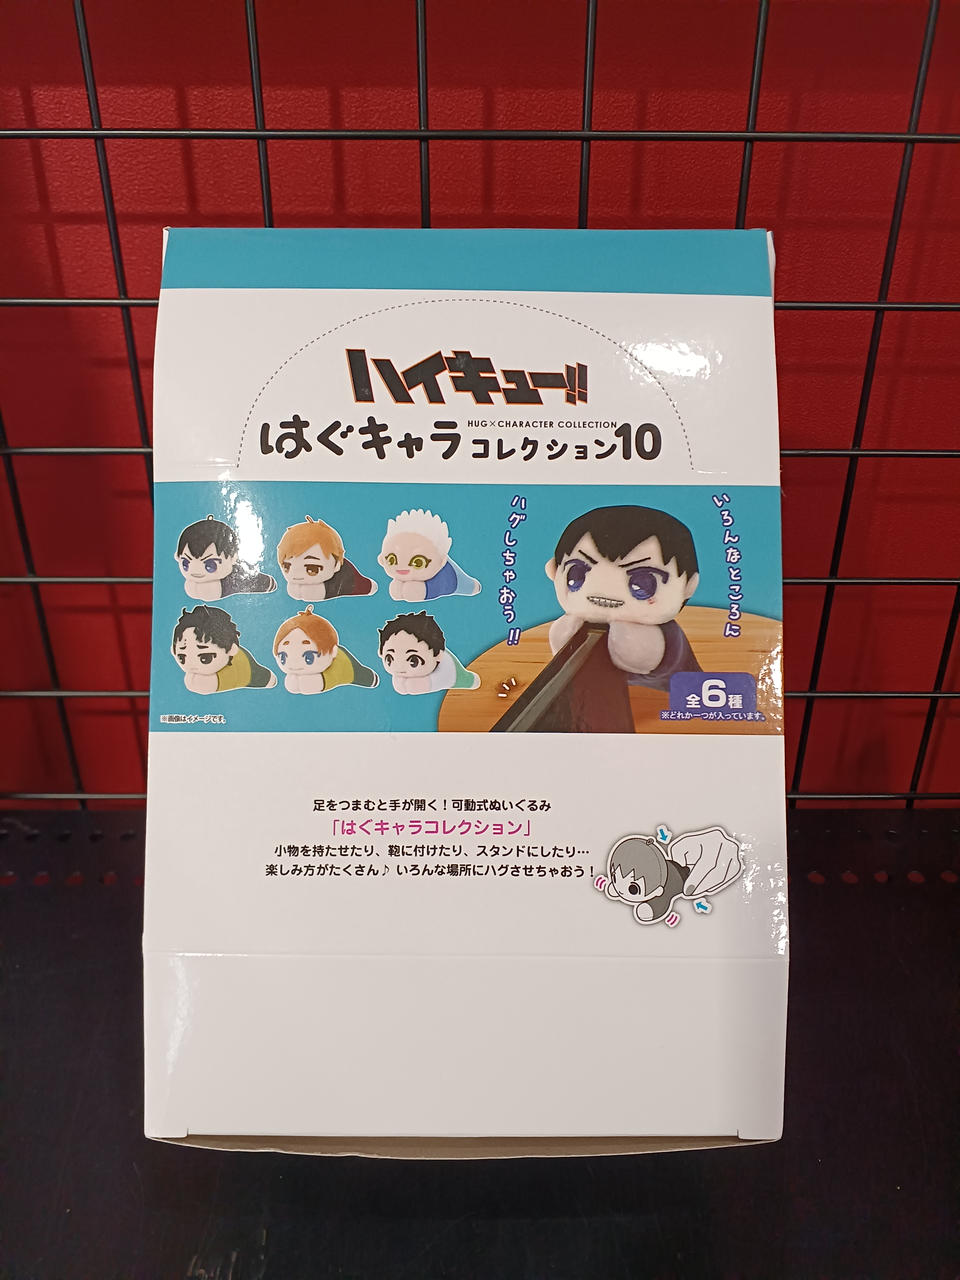 ハイキュー!!
HUG×CHARACTER COLLECTION
はぐキャラコレクション10
いろんなところに
ハグしちゃおう!!
全6種
※どれか一つが入っています。
※画像はイメージです。
足をつまむと手が開く！可動式ぬいぐるみ
「はぐキャラコレクション」
小物を持たせたり、鞄に付けたり、スタンドにしたり…
楽しみ方がたくさん♪ いろんな場所にハグさせちゃおう！